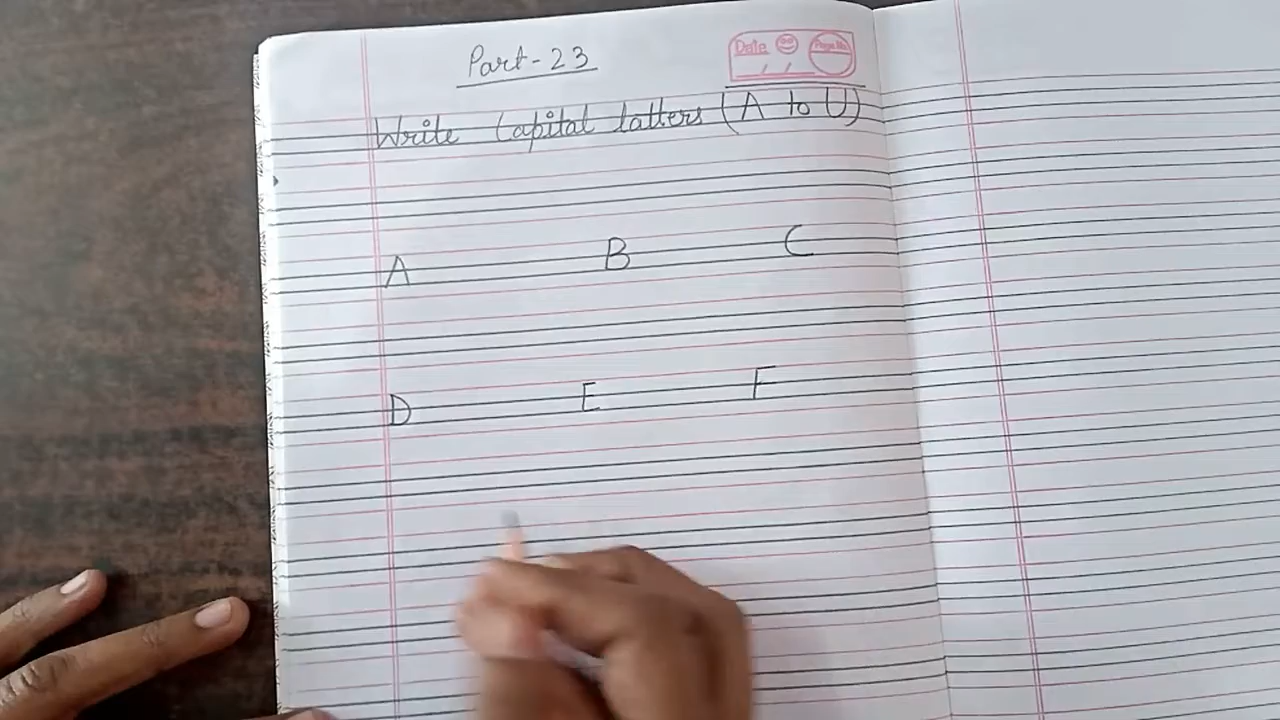 Part-23
Date
Page No.
Write Capital latters (A to U)
A B C
D E F